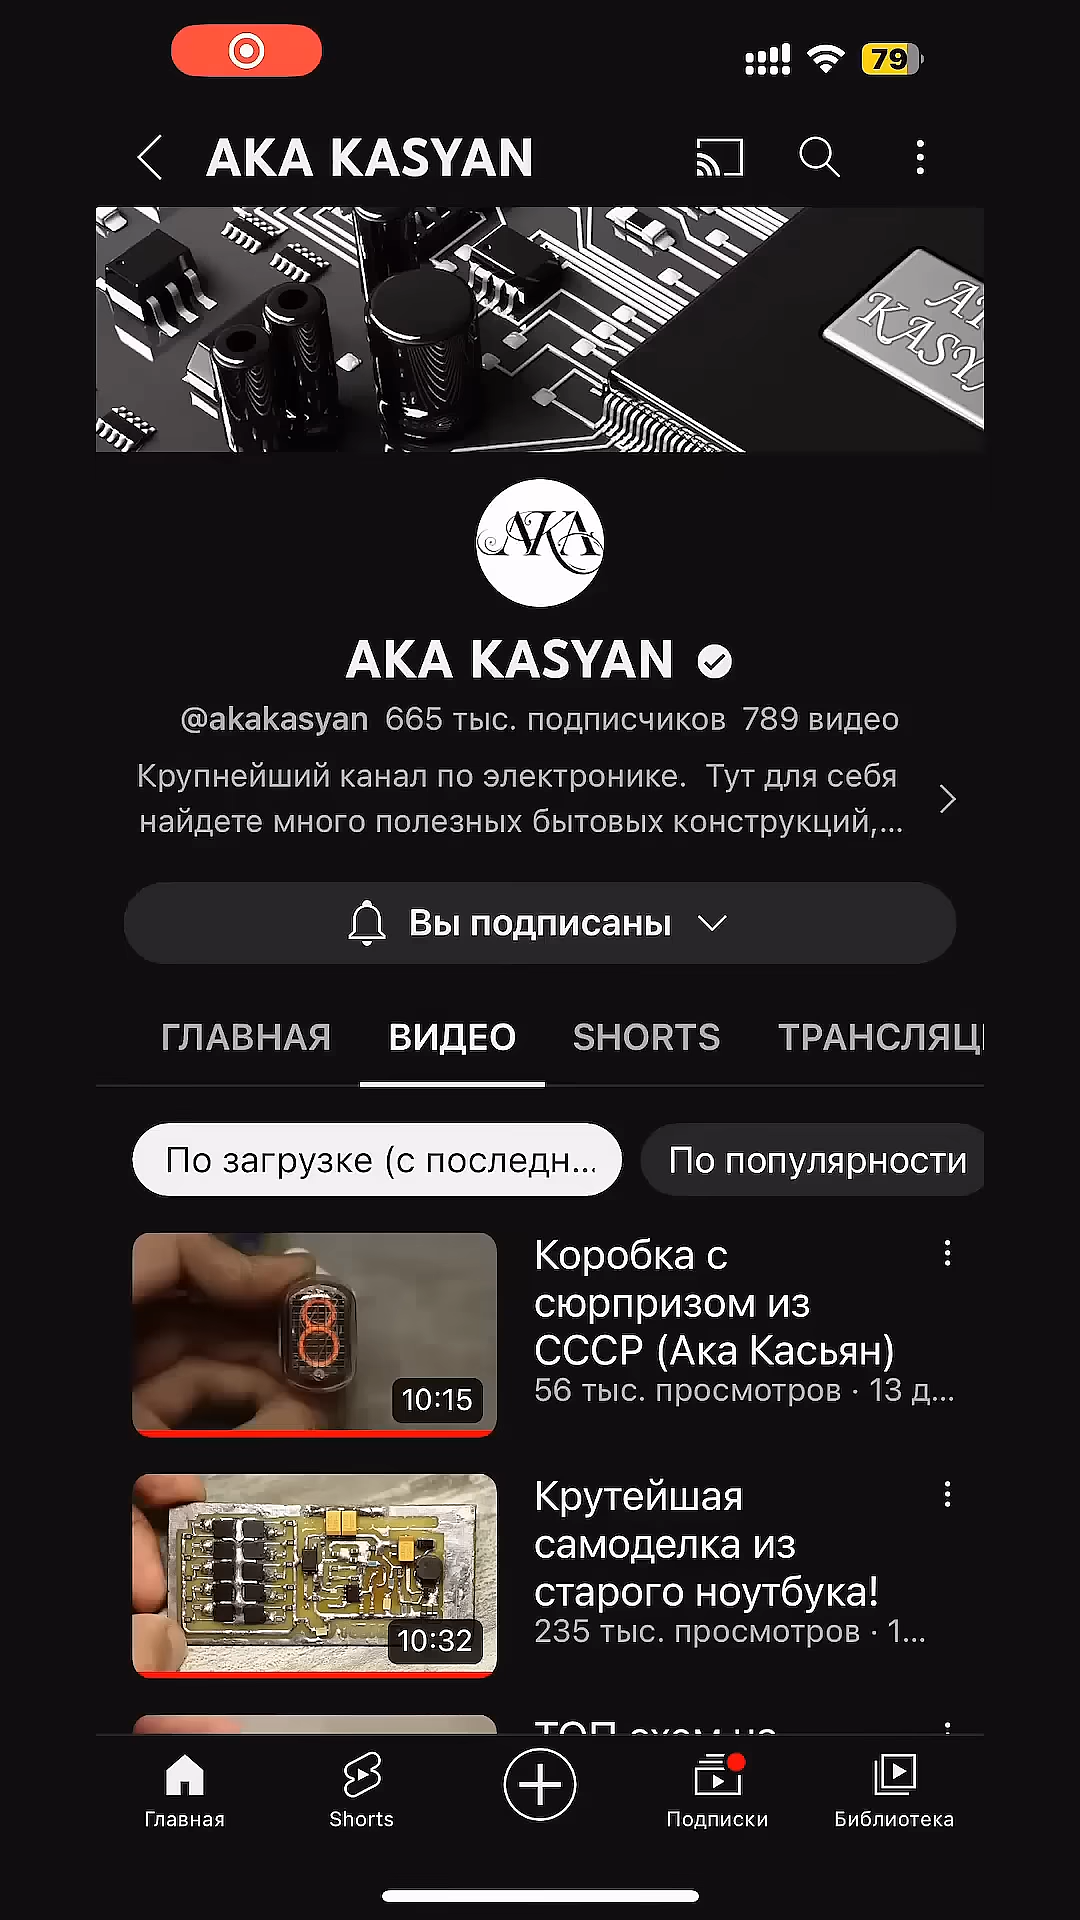 79
AKA KASYAN
KASY
AKA
AKA KASYAN
@akakasyan 665 тыс. подписчиков 789 видео
Крупнейший канал по электронике. Тут для себя
найдете много полезных бытовых конструкций,...
Вы подписаны
ГЛАВНАЯ ВИДЕО SHORTS ТРАНСЛЯЦ
По загрузке (с последн... По популярности
Коробка с
сюрпризом из
СССР (Ака Касьян)
56 тыс. просмотров · 13 д...
8
10:15
Крутейшая
самоделка из
старого ноутбука!
235 тыс. просмотров · 1...
10:32
Главная Shorts Подписки Библиотека